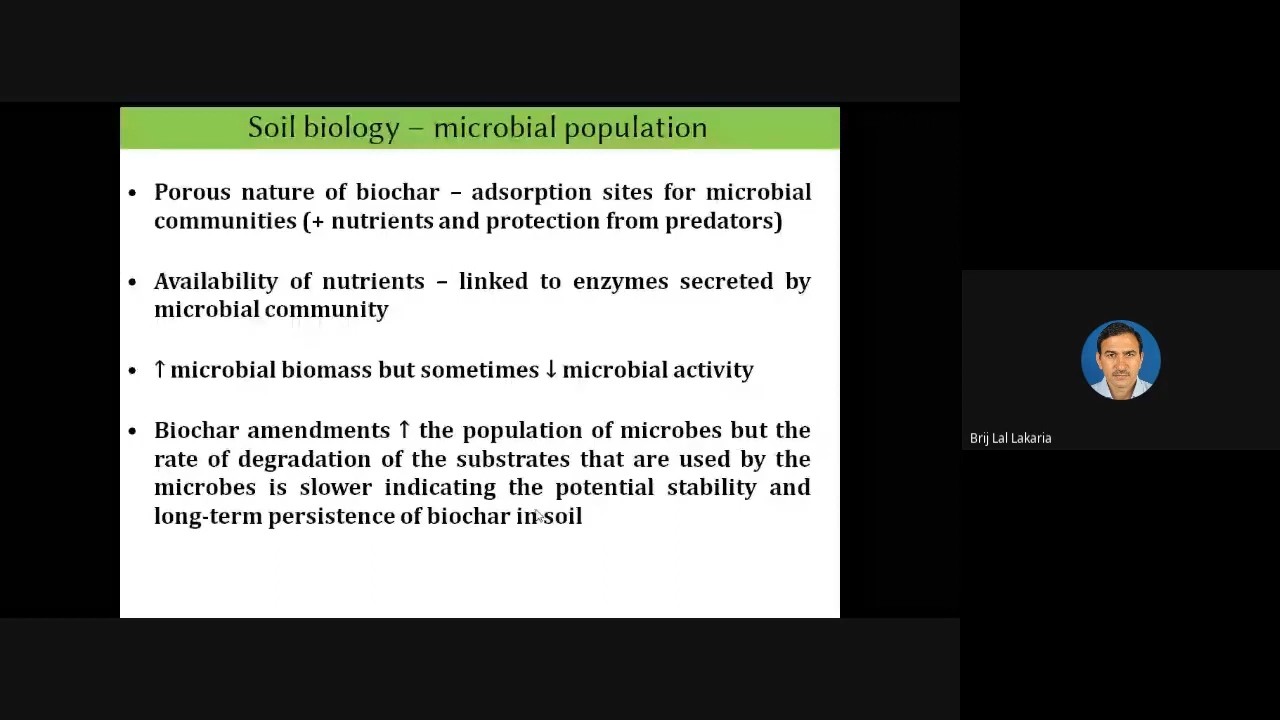 Soil biology – microbial population
• Porous nature of biochar – adsorption sites for microbial
communities (+ nutrients and protection from predators)
• Availability of nutrients – linked to enzymes secreted by
microbial community
• ↑ microbial biomass but sometimes ↓ microbial activity
• Biochar amendments ↑ the population of microbes but the
rate of degradation of the substrates that are used by the
microbes is slower indicating the potential stability and
long-term persistence of biochar in soil
Brij Lal Lakaria